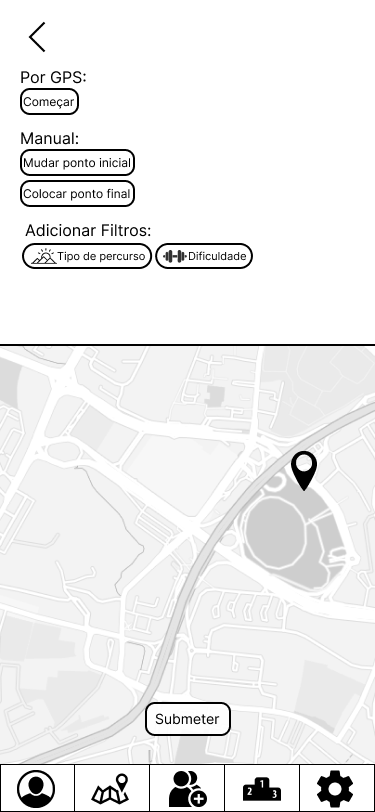 Por GPS:
Começar
Manual:
Mudar ponto inicial
Colocar ponto final
Adicionar Filtros:
Tipo de percurso Dificuldade
Submeter
2 1 3